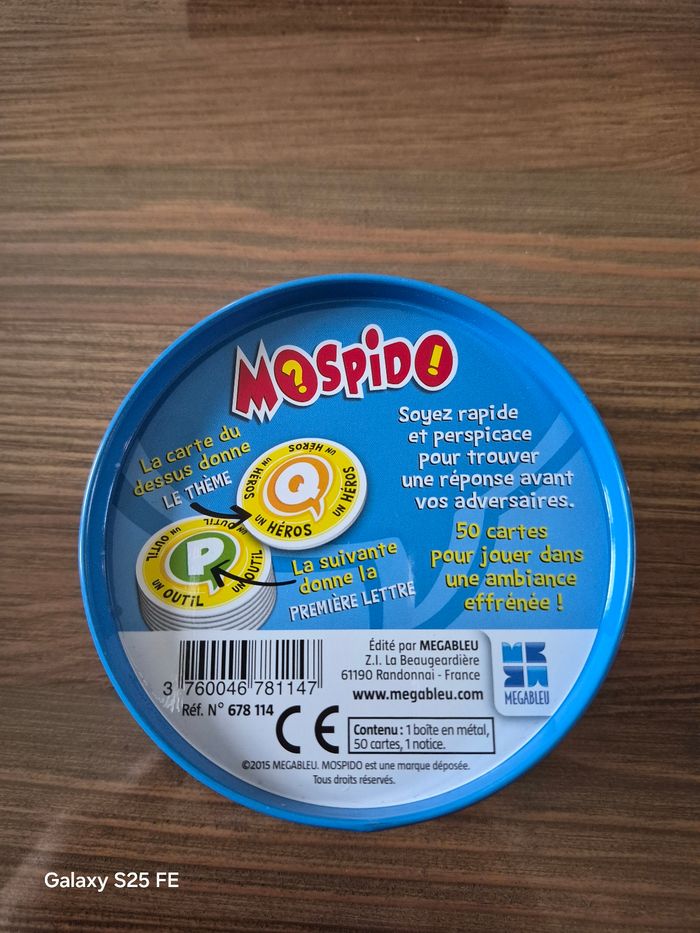 MOSPIDO
La carte du
dessus donne
LE THÈME
UN HÉROS
UN HÉROS
UN HÉROS
UN HÉROS
Q
UN OUTIL
UN OUTIL
UN OUTIL
UN OUTIL
P
La suivante
donne la
PREMIÈRE LETTRE
Soyez rapide
et perspicace
pour trouver
une réponse avant
vos adversaires.
50 cartes
pour jouer dans
une ambiance
effrénée !
3 760046 781147
Réf. N° 678 114
CE
Édité par MEGABLEU
Z.I. La Beaugeardière
61190 Randonnai - France
www.megableu.com
MEGABLEU
Contenu : 1 boîte en métal,
50 cartes, 1 notice.
©2015 MEGABLEU. MOSPIDO est une marque déposée.
Tous droits réservés.
Galaxy S25 FE